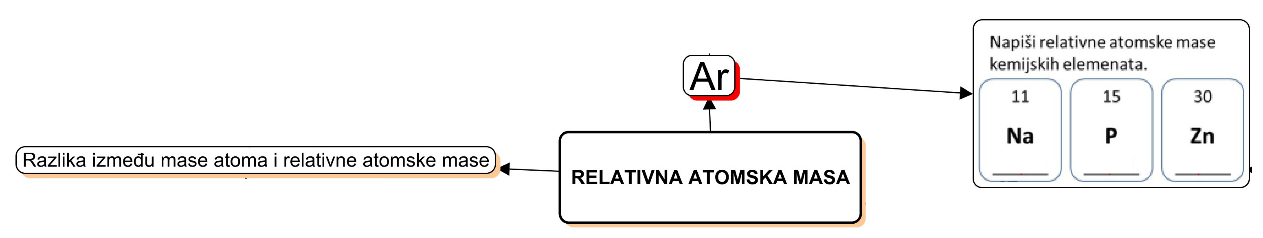 Napiši relativne atomske mase
kemijskih elemenata.
Ar
11 15 30
Na P Zn
Razlika između mase atoma i relativne atomske mase
RELATIVNA ATOMSKA MASA